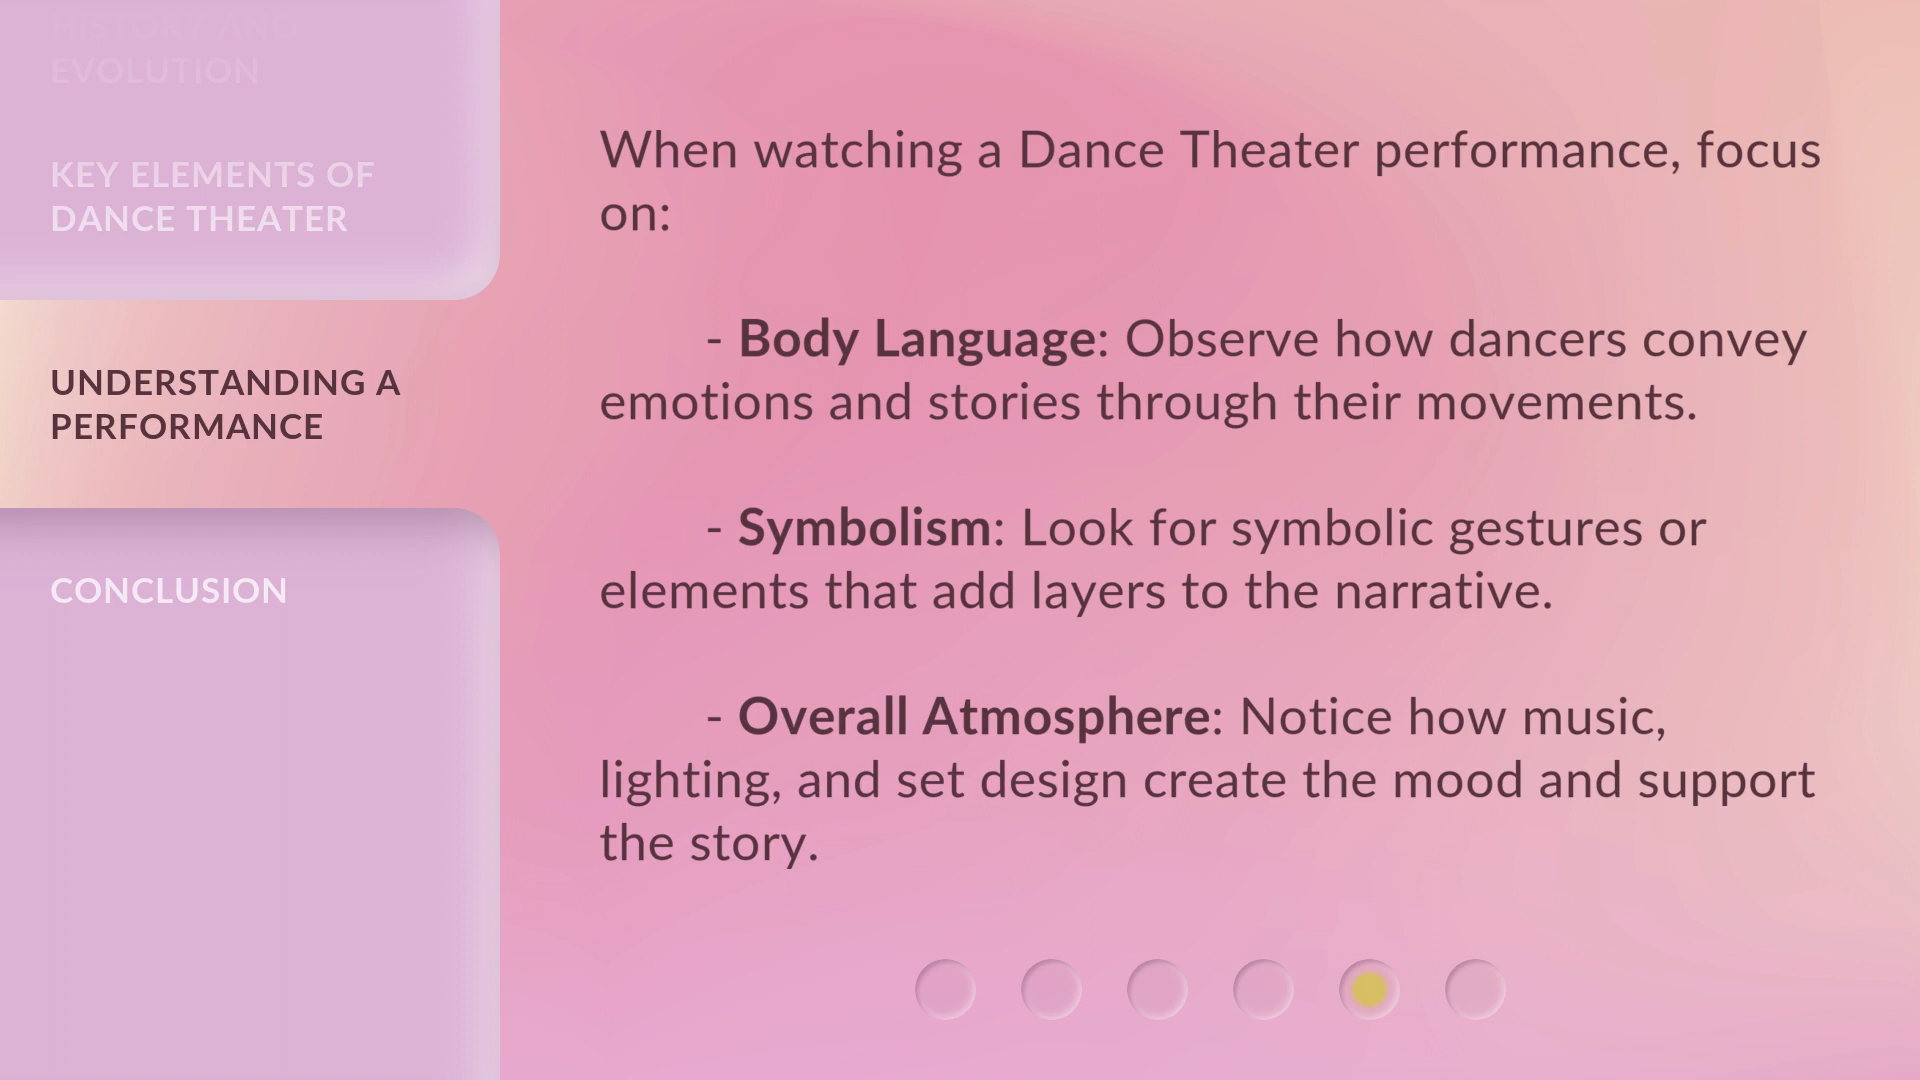 HISTORY AND
EVOLUTION
KEY ELEMENTS OF
DANCE THEATER
UNDERSTANDING A
PERFORMANCE
CONCLUSION
When watching a Dance Theater performance, focus
on:
- Body Language: Observe how dancers convey
emotions and stories through their movements.
- Symbolism: Look for symbolic gestures or
elements that add layers to the narrative.
- Overall Atmosphere: Notice how music,
lighting, and set design create the mood and support
the story.